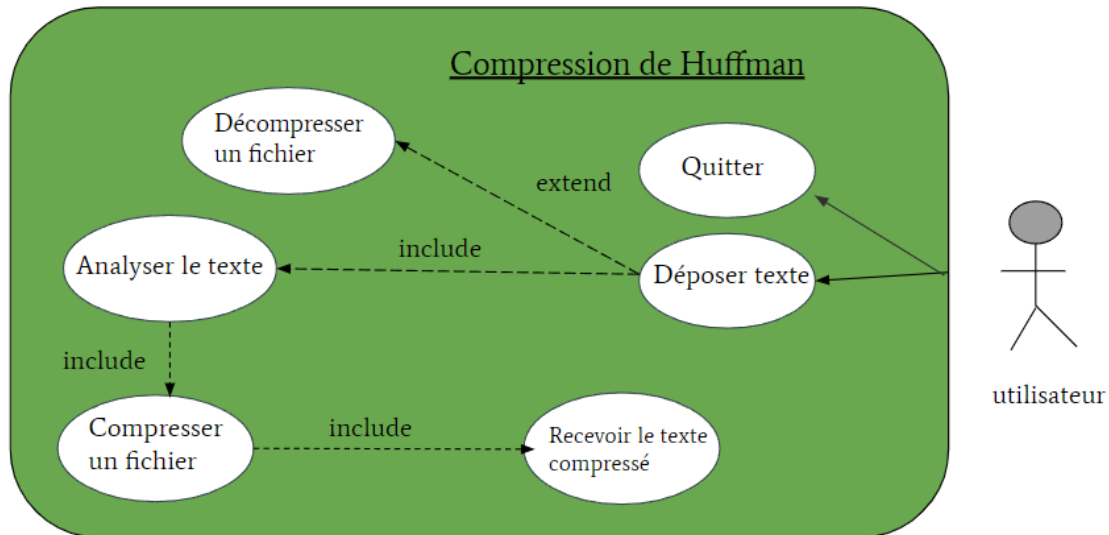 Compression de Huffman
Décompresser
un fichier
Quitter
extend
include
Analyser le texte
Déposer texte
include
utilisateur
Compresser
un fichier
include
Recevoir le texte
compressé